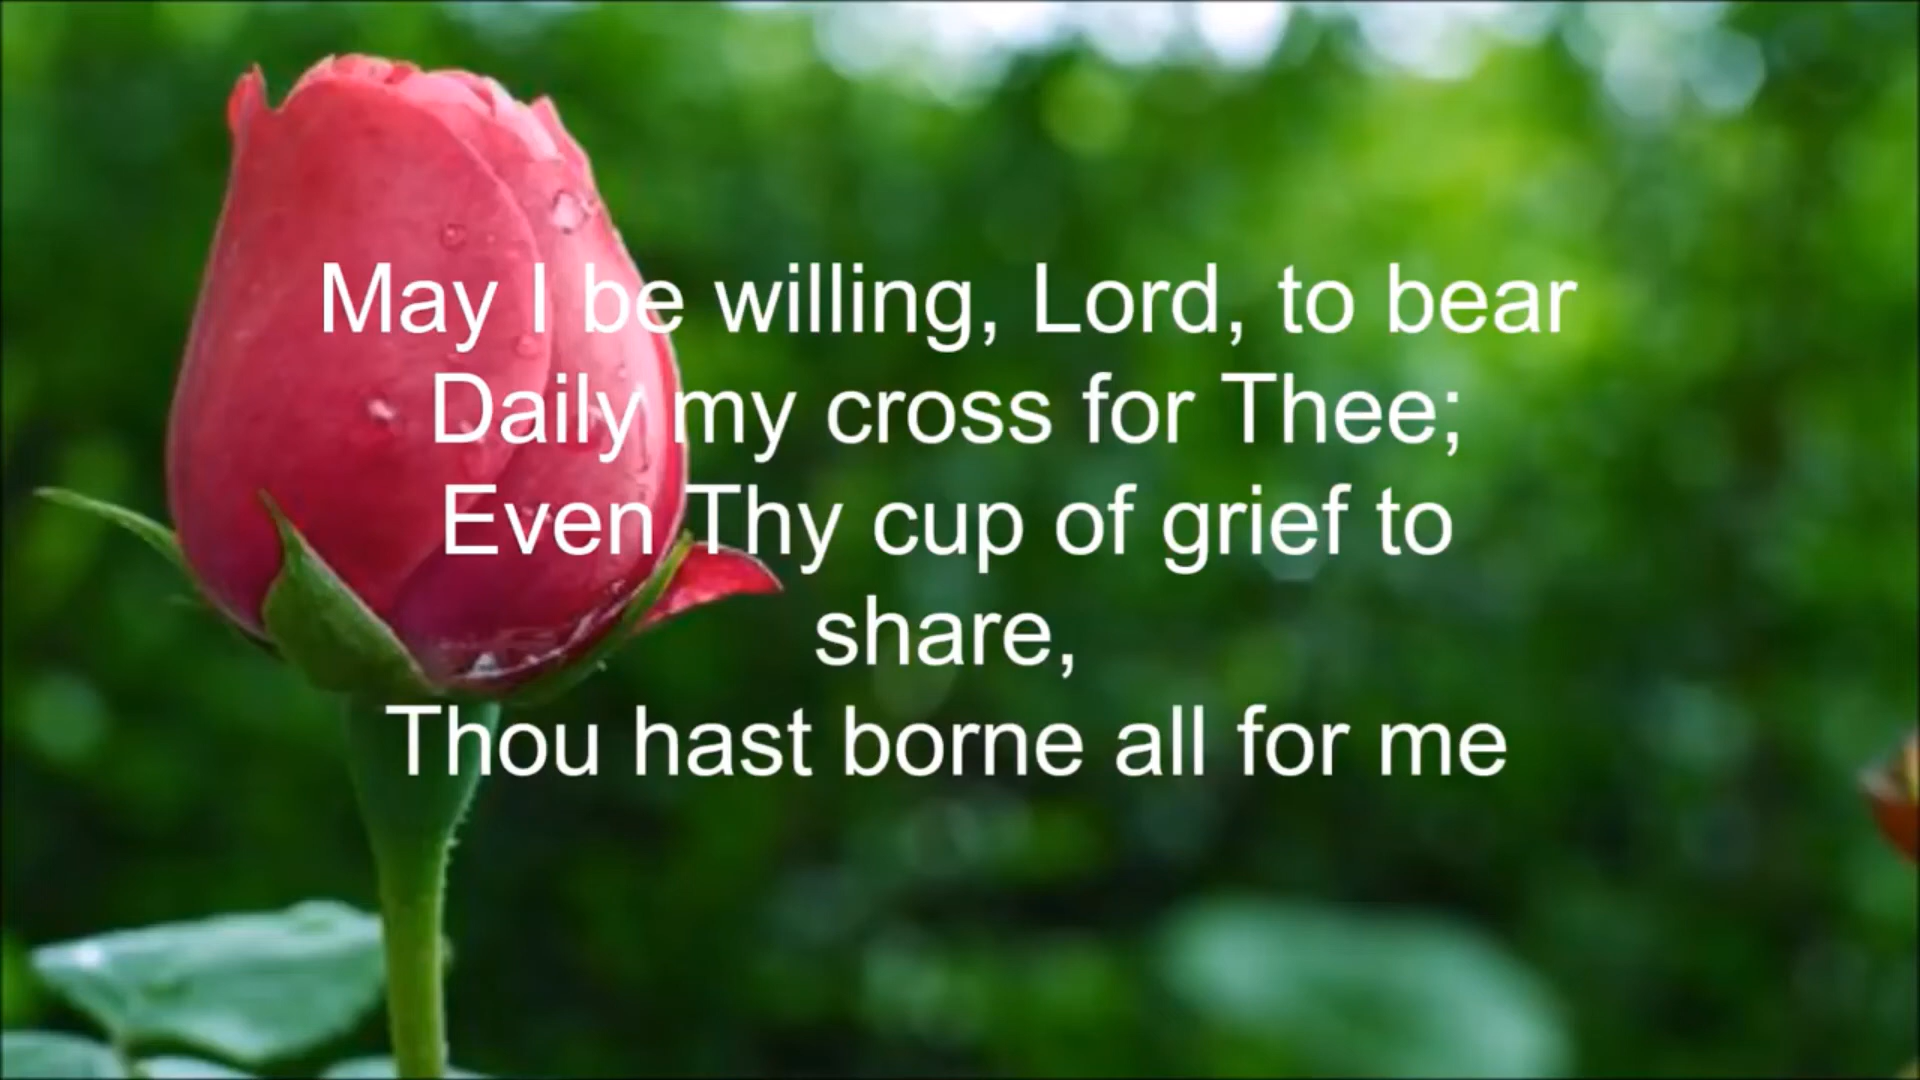 May I be willing, Lord, to bear
Daily my cross for Thee;
Even Thy cup of grief to
share,
Thou hast borne all for me